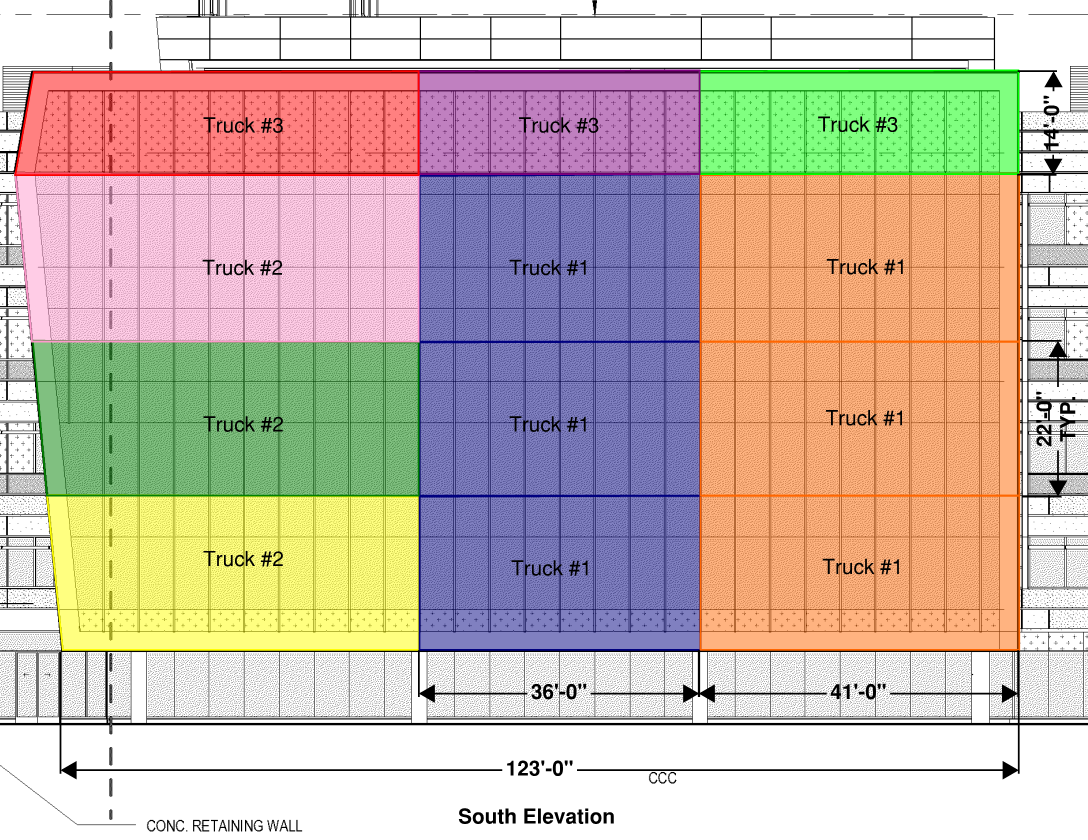 Truck #3 Truck #3 Truck #3
14'-0"
Truck #2 Truck #1 Truck #1
Truck #2 Truck #1 Truck #1
22'-0"
TYP.
Truck #2 Truck #1 Truck #1
36'-0" 41'-0"
123'-0"
CCC
South Elevation
CONC. RETAINING WALL